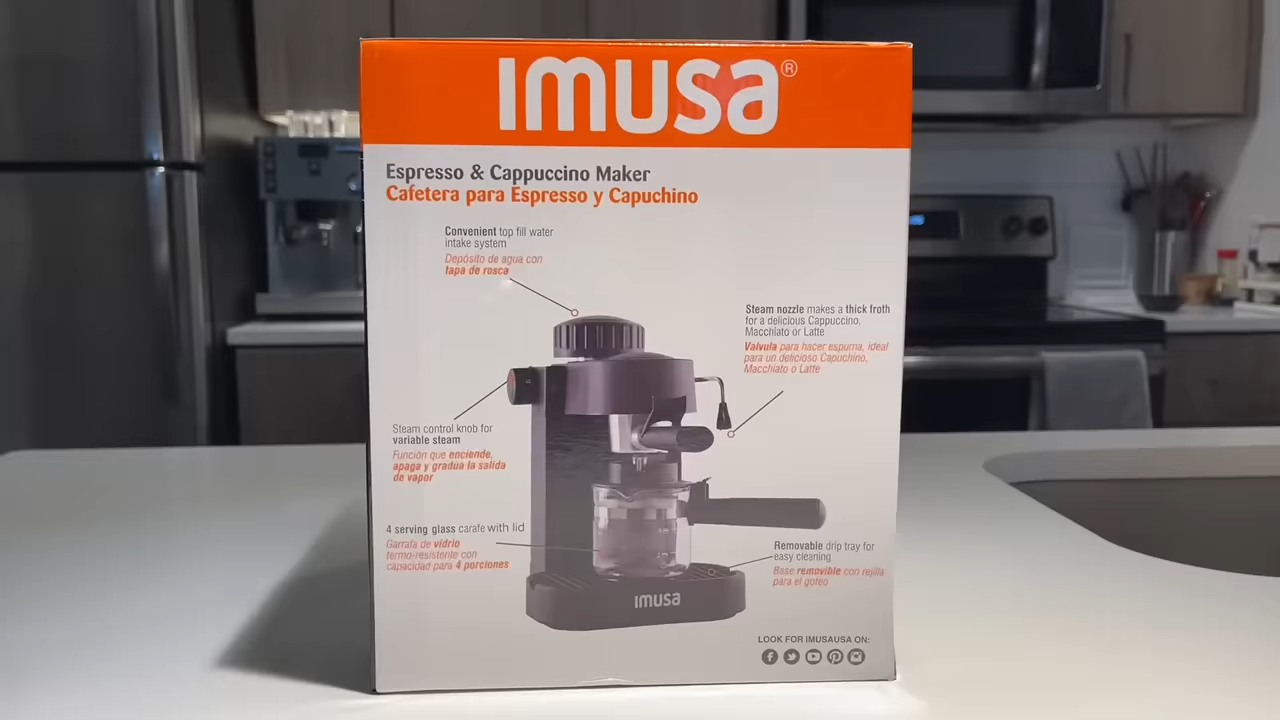 IMUSA®
Espresso & Cappuccino Maker
Cafetera para Espresso y Capuchino
Convenient top fill water
intake system
Depósito de agua con
tapa de rosca
Steam nozzle makes a thick froth
for a delicious Cappuccino,
Macchiato or Latte
Valvula para hacer espuma, ideal
para un delicioso Capuchino,
Macchiato o Latte
Steam control knob for
variable steam
Función que enciende,
apaga y gradua la salida
de vapor
4 serving glass carafe with lid
Garrafa de vidrio
termo-resistente con
capacidad para 4 porciones
Removable drip tray for
easy cleaning
Base removible con rejilla
para el goteo
IMUSA
LOOK FOR IMUSAUSA ON: